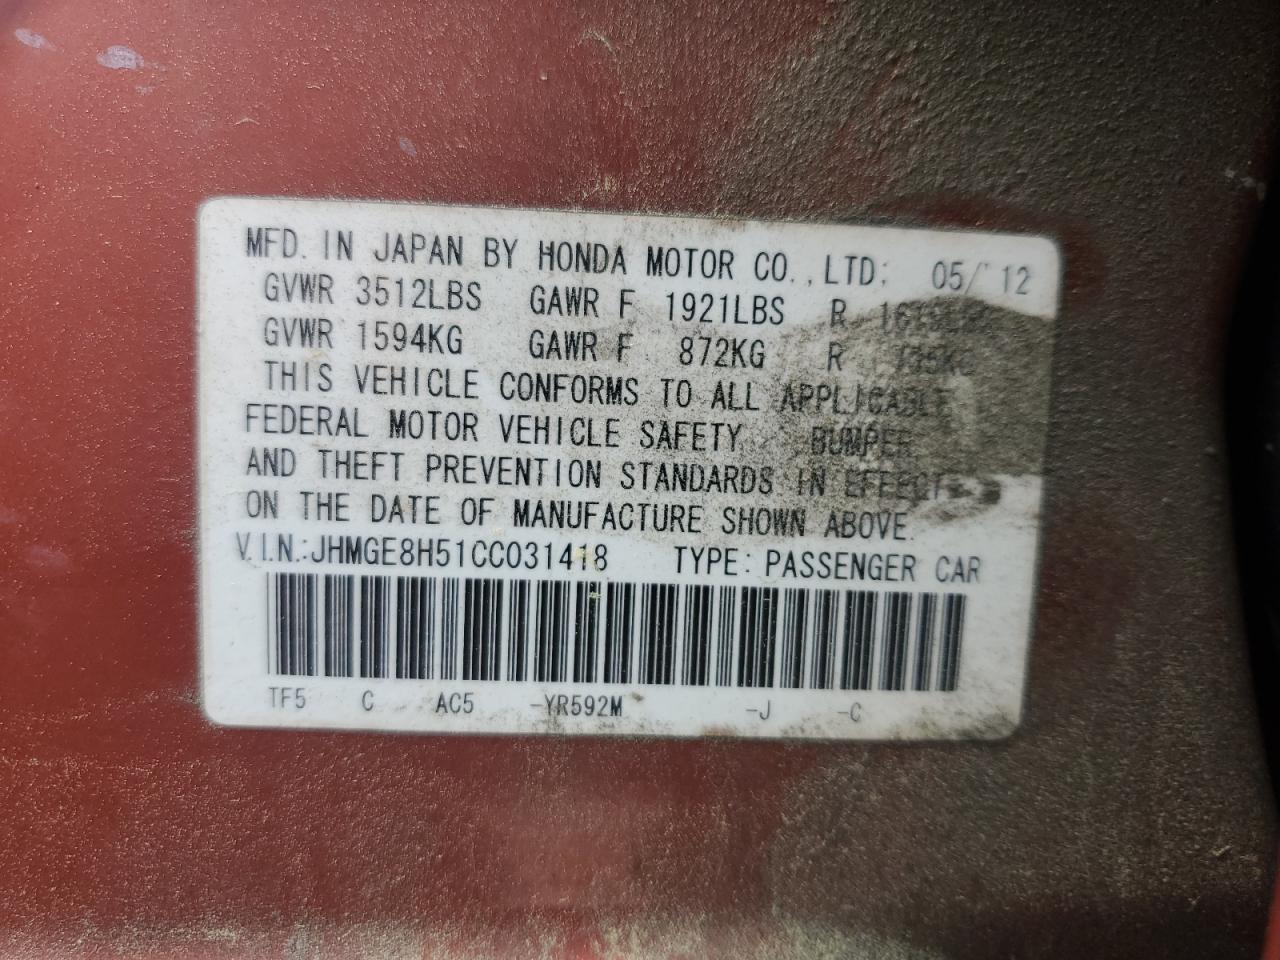 MFD. IN JAPAN BY HONDA MOTOR CO., LTD: 05/12
GVWR 3512LBS GAWR F 1921LBS R
GVWR 1594KG GAWR F 872KG R
THIS VEHICLE CONFORMS TO ALL APPLICABLE
FEDERAL MOTOR VEHICLE SAFETY BUMPER
AND THEFT PREVENTION STANDARDS IN EFFECT
ON THE DATE OF MANUFACTURE SHOWN ABOVE.
V.I.N.:JHMGE8H51CC031418 TYPE: PASSENGER CAR
TF5 C AC5 -YR592M -J -C